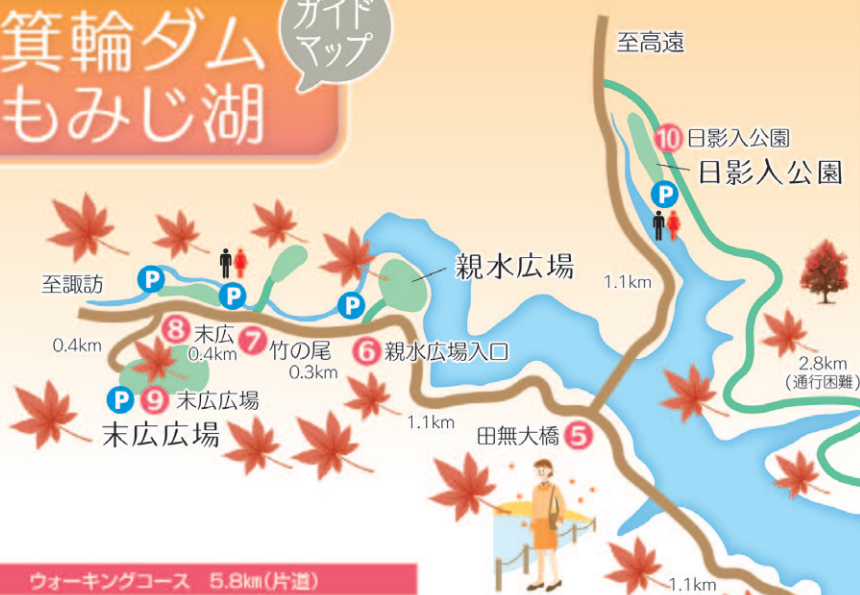 箕輪ダム
もみじ湖
ガイド
マップ
至高遠
10 日影入公園
日影入公園
P
1.1km
2.8km
(通行困難)
至諏訪
P
P
P
親水広場
8 末広
0.4km
0.4km
7 竹の尾
0.3km
6 親水広場入口
P
9 末広広場
末広広場
1.1km
田無大橋 5
1.1km
ウォーキングコース 5.8km(片道)